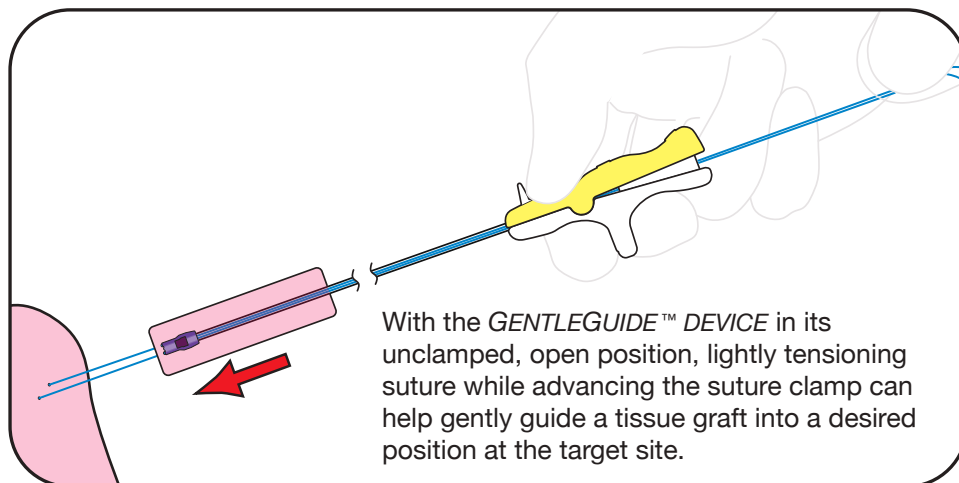 With the GENTLEGUIDE™ DEVICE in its
unclamped, open position, lightly tensioning
suture while advancing the suture clamp can
help gently guide a tissue graft into a desired
position at the target site.